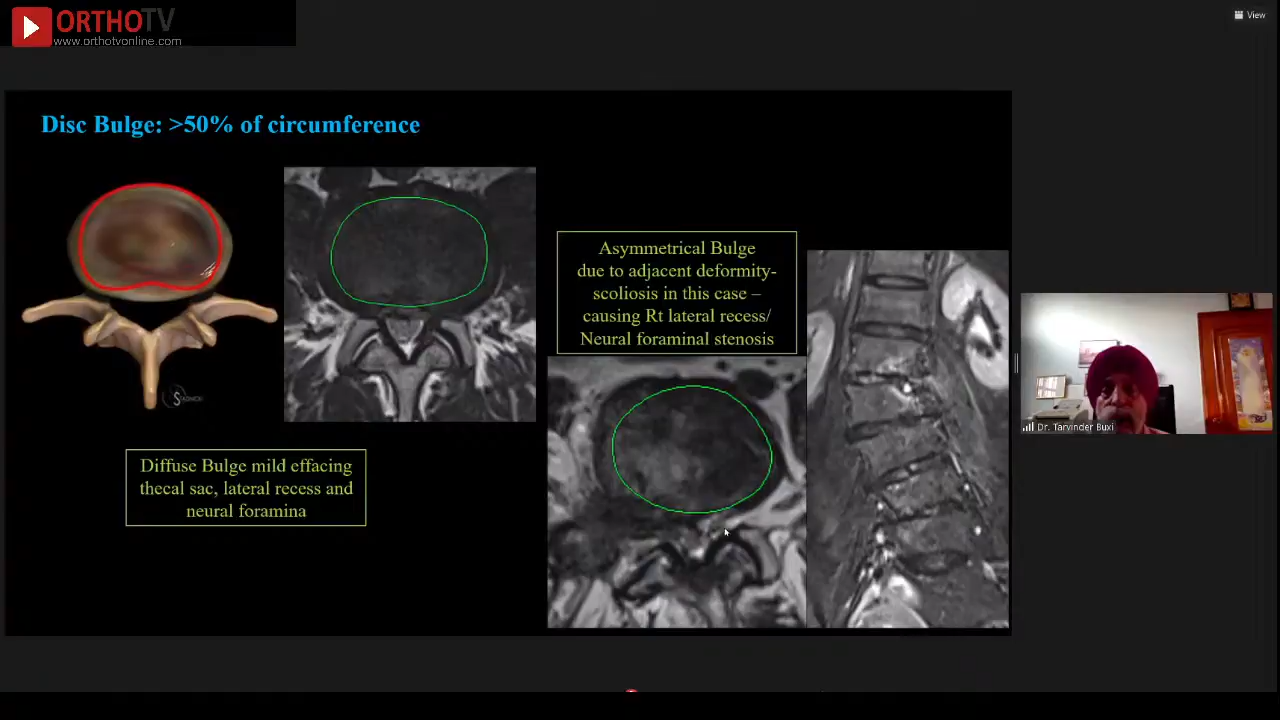 ORTHOTV
www.orthotvonline.com
View
Disc Bulge: >50% of circumference
Asymmetrical Bulge
due to adjacent deformity-
scoliosis in this case –
causing Rt lateral recess/
Neural foraminal stenosis
Diffuse Bulge mild effacing
thecal sac, lateral recess and
neural foramina
Dr. Tarvinder Buxi